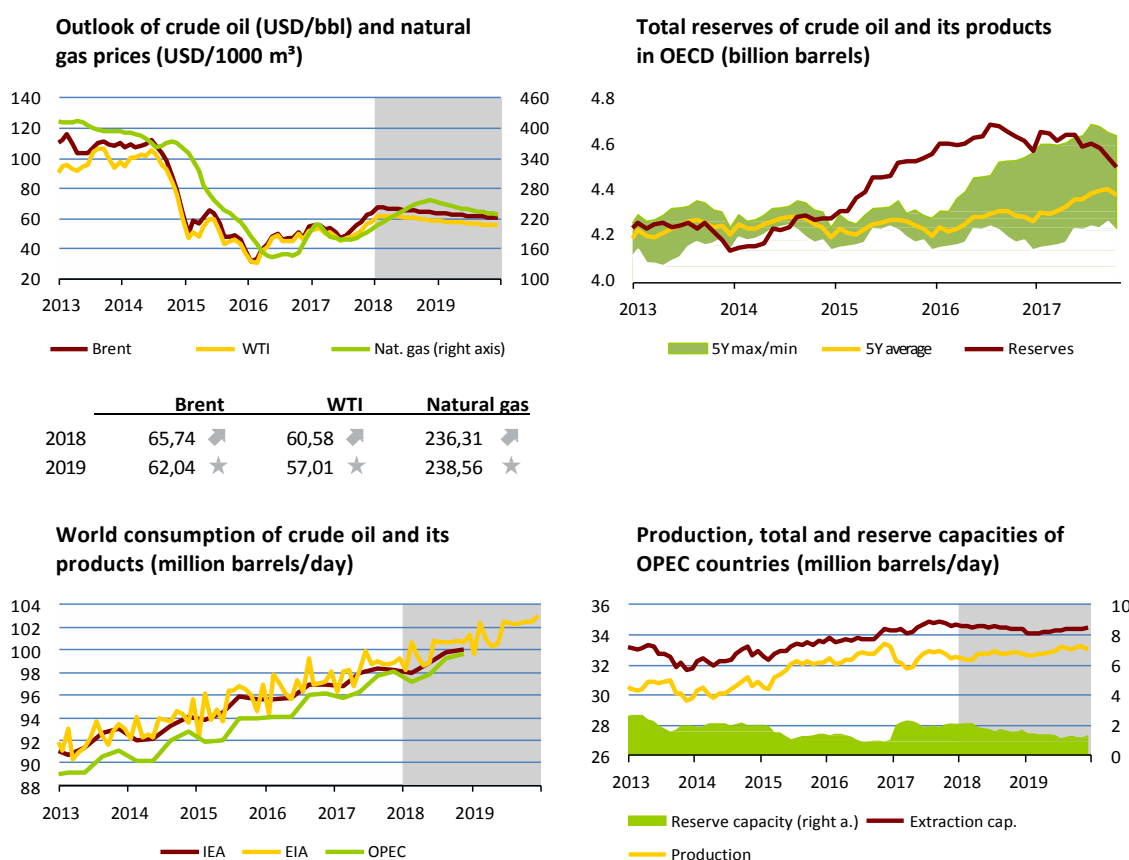 Outlook of crude oil (USD/bbl) and natural
gas prices (USD/1000 m³)
140 460
120 400
100 340
80 280
60 220
40 160
20 100
2013 2014 2015 2016 2017 2018 2019
Brent WTI Nat. gas (right axis)
Total reserves of crude oil and its products
in OECD (billion barrels)
4.8
4.6
4.4
4.2
4.0
2013 2014 2015 2016 2017
5Y max/min 5Y average Reserves
Brent WTI Natural gas
2018 65,74 60,58 236,31
2019 62,04 57,01 238,56
World consumption of crude oil and its
products (million barrels/day)
104
102
100
98
96
94
92
90
88
2013 2014 2015 2016 2017 2018 2019
IEA EIA OPEC
Production, total and reserve capacities of
OPEC countries (million barrels/day)
36 10
34 8
32 6
30 4
28 2
26 0
2013 2014 2015 2016 2017 2018 2019
Reserve capacity (right a.) Extraction cap.
Production